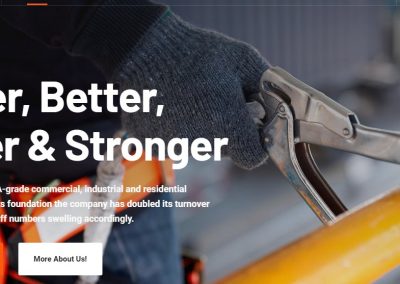 er, Better,
er & Stronger
A-grade commercial, industrial and residential
s foundation the company has doubled its turnover
ff numbers swelling accordingly.
More About Us!